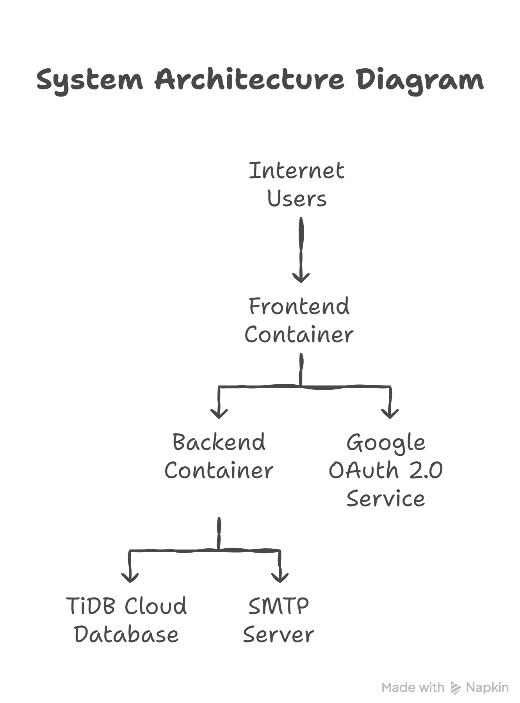 System Architecture Diagram
Internet
Users
Frontend
Container
Backend
Container
Google
OAuth 2.0
Service
TiDB Cloud
Database
SMTP
Server
Made with Napkin